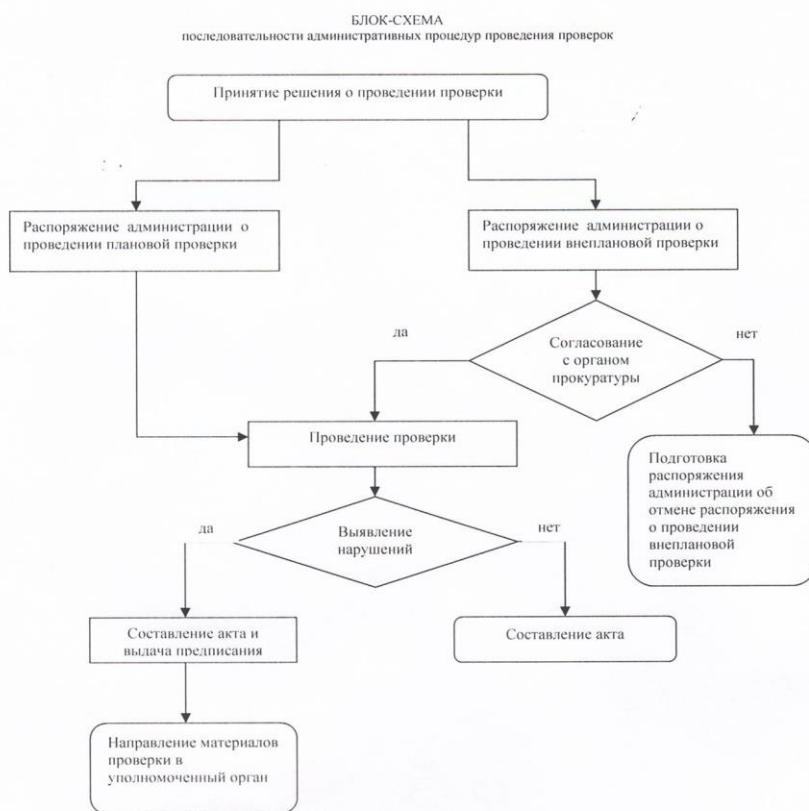 БЛОК-СХЕМА
последовательности административных процедур проведения проверок
Принятие решения о проведении проверки
Распоряжение администрации о
проведении плановой проверки
Распоряжение администрации о
проведении внеплановой проверки
да
нет
Согласование
с органом
прокуратуры
Проведение проверки
Подготовка
распоряжения
администрации об
отмене распоряжения
о проведении
внеплановой
проверки
да
нет
Выявление
нарушений
Составление акта и
выдача предписания
Составление акта
Направление материалов
проверки в
уполномоченный орган